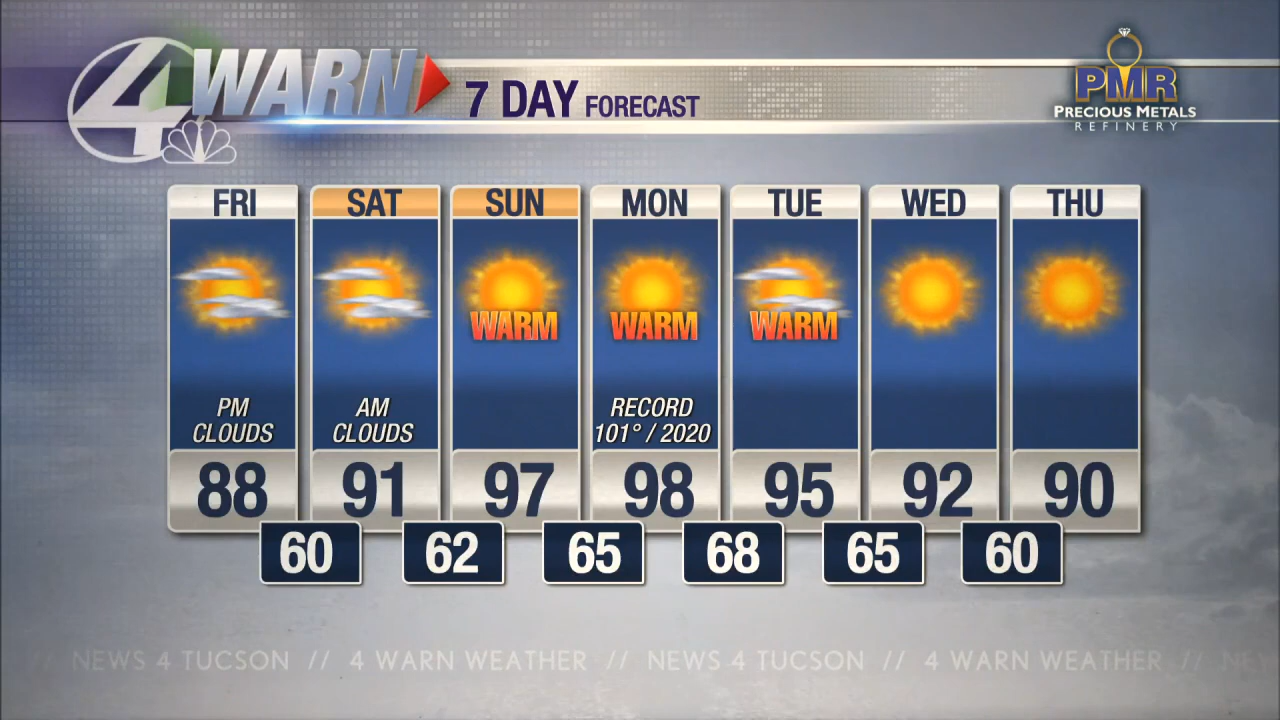 4 WARN
7 DAY FORECAST
PMR
PRECIOUS METALS
REFINERY
FRI SAT SUN MON TUE WED THU
WARM WARM WARM
PM
CLOUDS
AM
CLOUDS
RECORD
101° / 2020
88 91 97 98 95 92 90
60 62 65 68 65 60
// NEWS 4 TUCSON // 4 WARN WEATHER // NEWS 4 TUCSON // 4 WARN WEATHER // NE